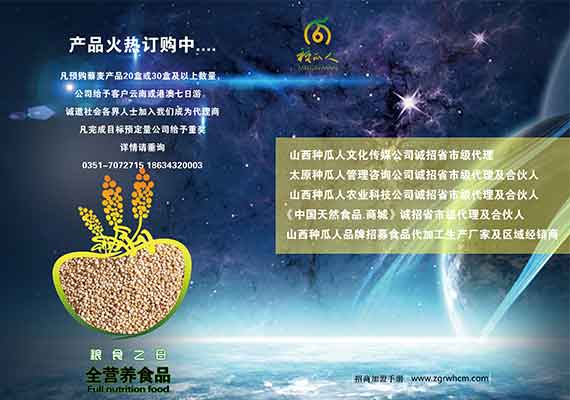 产品火热订购中....
凡预购藜麦产品20盒或30盒及以上数量,
公司给予客户云南或港澳七日游
诚邀社会各界人士加入我们成为代理商
凡完成目标预定量公司给予重奖
详情请垂询
0351-7072715 18634320003
粮食之母
全营养食品
Full nutrition food
种瓜人
山西种瓜人文化传媒公司诚招省市级代理
太原种瓜人管理咨询公司诚招省市级代理及合伙人
山西种瓜人农业科技公司诚招省市级代理及合伙人
《中国天然食品.商城》诚招省市级代理及合伙人
山西种瓜人品牌招募食品代加工生产厂家及区域经销商
招商加盟手册 www.zgrwhcm.com